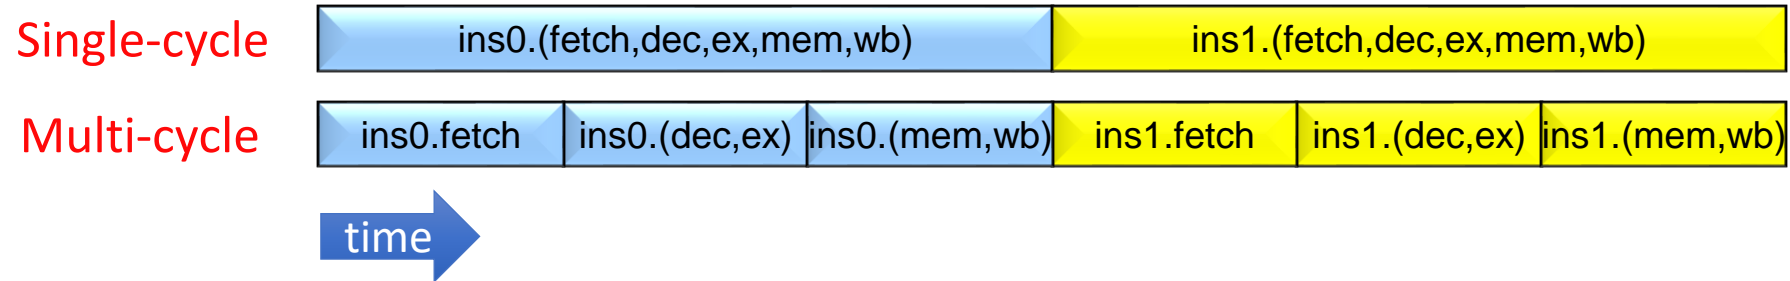 Single-cycle ins0.(fetch,dec,ex,mem,wb) ins1.(fetch,dec,ex,mem,wb)
Multi-cycle ins0.fetch ins0.(dec,ex) ins0.(mem,wb) ins1.fetch ins1.(dec,ex) ins1.(mem,wb)
time